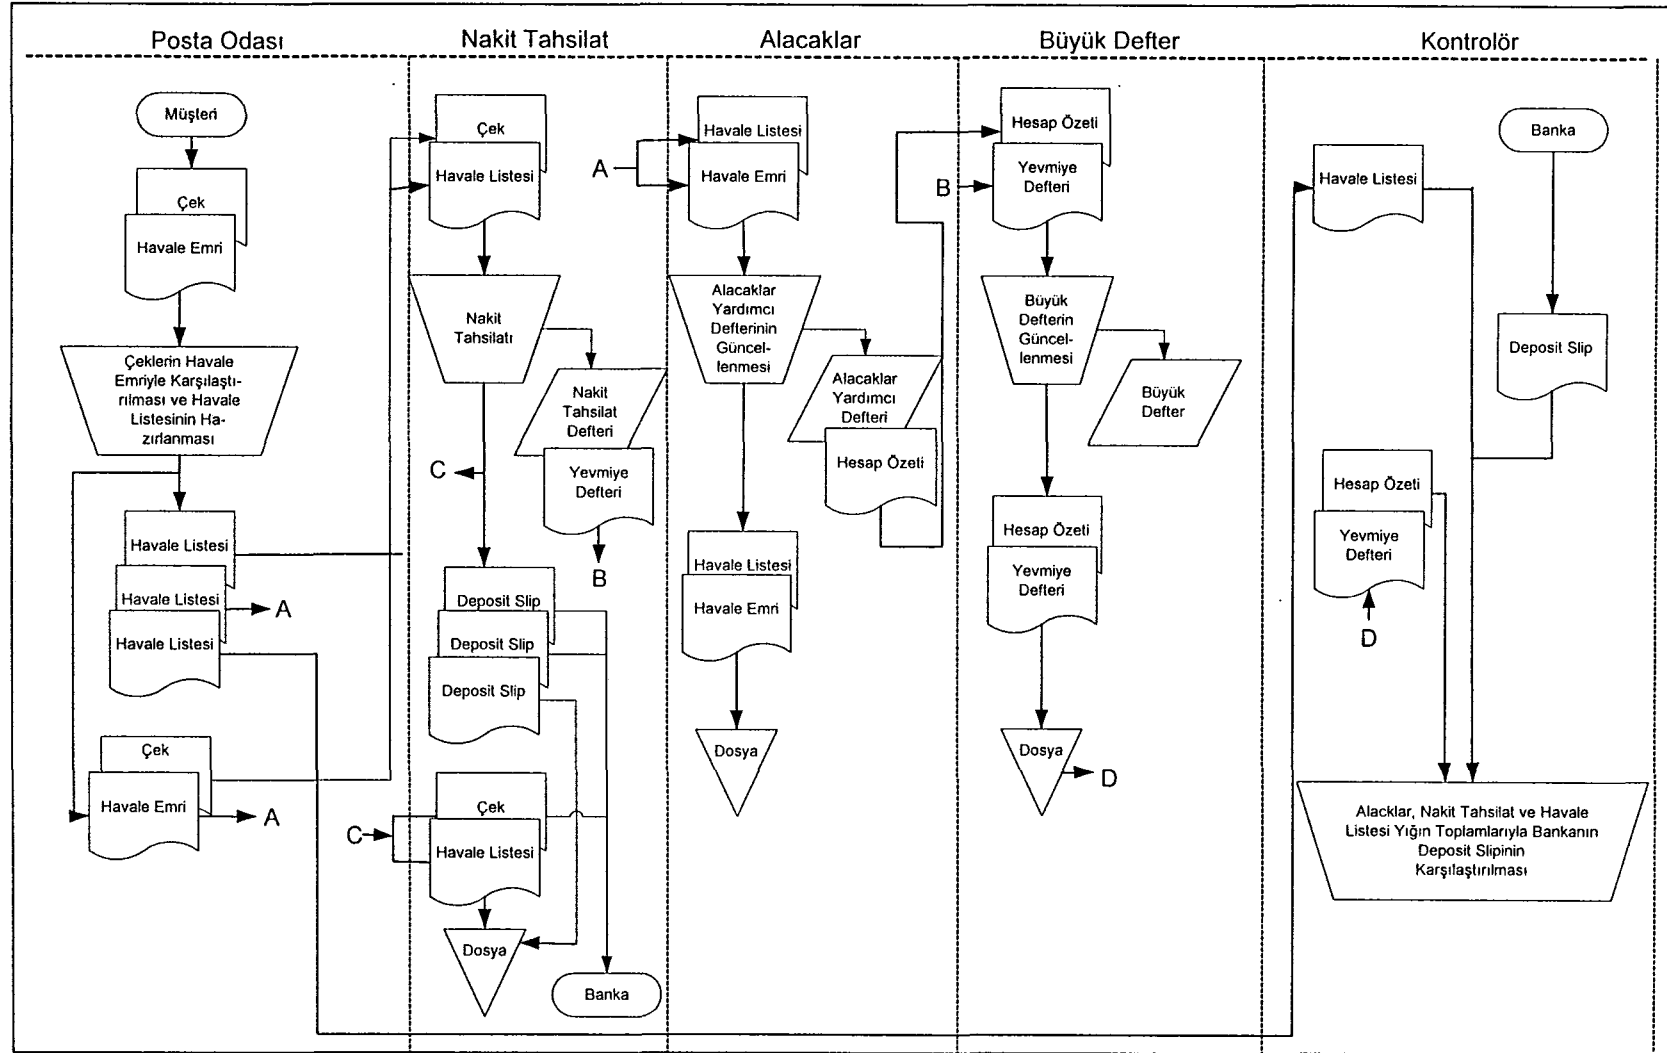 Posta Odası
Nakit Tahsilat
Alacaklar
Büyük Defter
Kontrolör
Müşteri
Çek
Havale Emri
Çeklerin Havale
Emriyle Karşılaştı-
rılması ve Havale
Listesinin Ha-
zırlanması
Havale Listesi
Havale Listesi
A
Havale Listesi
Çek
Havale Emri
A
Çek
Havale Listesi
Nakit
Tahsilatı
Nakit
Tahsilat
Defteri
C
Yevmiye
Defteri
B
Deposit Slip
Deposit Slip
Deposit Slip
Çek
C
Havale Listesi
Dosya
Banka
Havale Listesi
A
Havale Emri
Alacaklar
Yardımcı
Defterinin
Güncel-
lenmesi
Alacaklar
Yardımcı
Defteri
Hesap Özeti
Havale Listesi
Havale Emri
Dosya
Hesap Özeti
B
Yevmiye
Defteri
Büyük
Defterin
Güncel-
lenmesi
Büyük
Defter
Hesap Özeti
Yevmiye
Defteri
Dosya
D
Banka
Havale Listesi
Deposit Slip
Hesap Özeti
Yevmiye
Defteri
D
Alacklar, Nakit Tahsilat ve Havale
Listesi Yığın Toplamlarıyla Bankanın
Deposit Slipinin
Karşılaştırılması